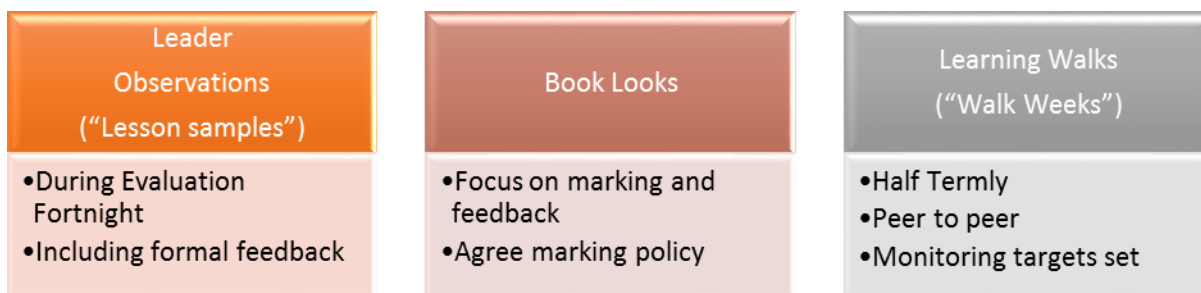 Leader
Observations
(“Lesson samples”)
•During Evaluation
Fortnight
•Including formal feedback
Book Looks
•Focus on marking and
feedback
•Agree marking policy
Learning Walks
(“Walk Weeks”)
•Half Termly
•Peer to peer
•Monitoring targets set